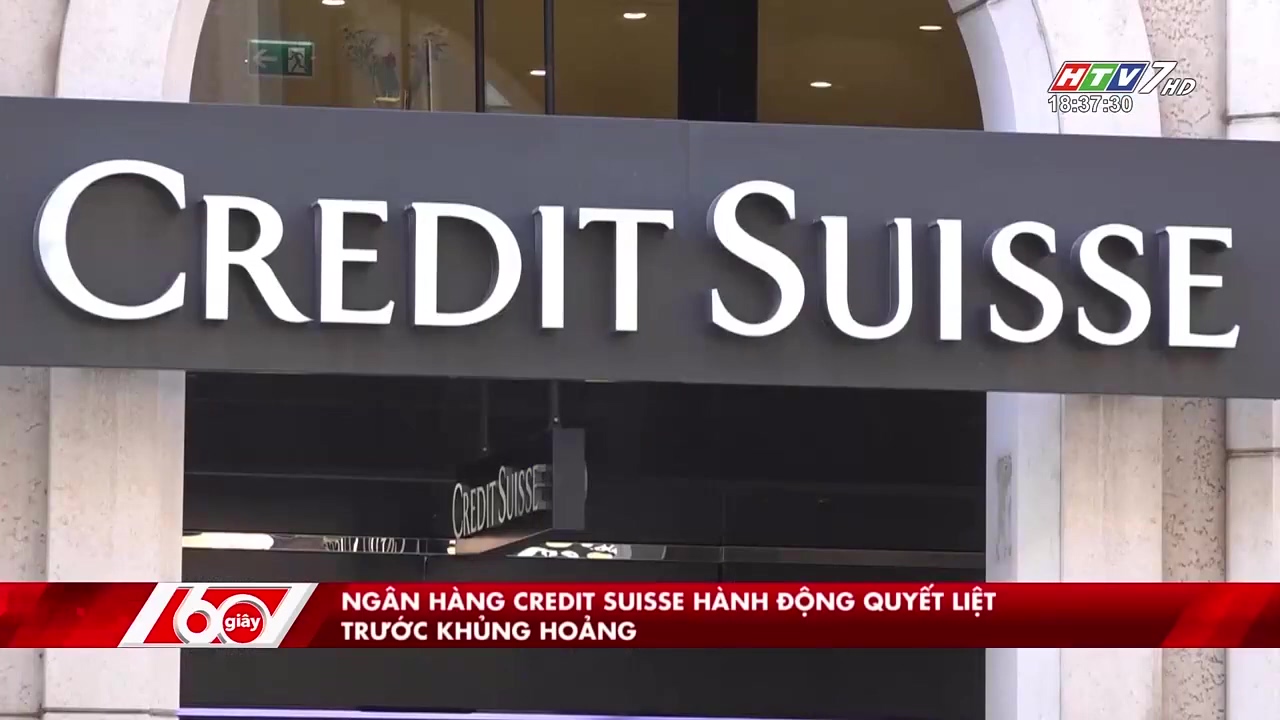 HTV7 HD
18:37:30
CREDIT SUISSE
CREDIT SUISSE
60 giây
NGÂN HÀNG CREDIT SUISSE HÀNH ĐỘNG QUYẾT LIỆT
TRƯỚC KHỦNG HOẢNG